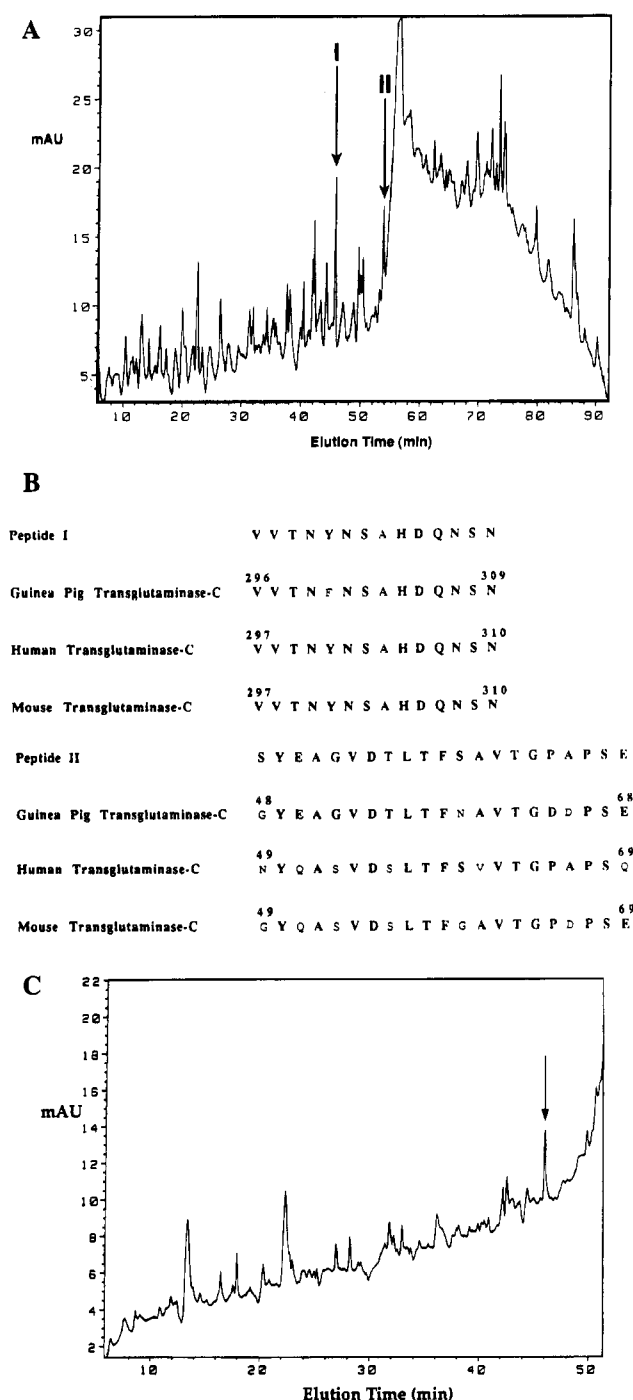 A
I
II
mAU
30
25
20
15
10
5
10 20 30 40 50 60 70 80 90
Elution Time (min)
B
Peptide I V V T N Y N S A H D Q N S N
296 309
Guinea Pig Transglutaminase-C V V T N F N S A H D Q N S N
297 310
Human Transglutaminase-C V V T N Y N S A H D Q N S N
297 310
Mouse Transglutaminase-C V V T N Y N S A H D Q N S N
Peptide II S Y E A G V D T L T F S A V T G P A P S E
48 68
Guinea Pig Transglutaminase-C G Y E A G V D T L T F N A V T G D D P S E
49 69
Human Transglutaminase-C N Y Q A S V D S L T F S V V T G P A P S Q
49 69
Mouse Transglutaminase-C G Y Q A S V D S L T F G A V T G P D P S E
C
22
20
18
16
14
mAU
12
10
8
6
4
2
10 20 30 40 50
Elution Time (min)